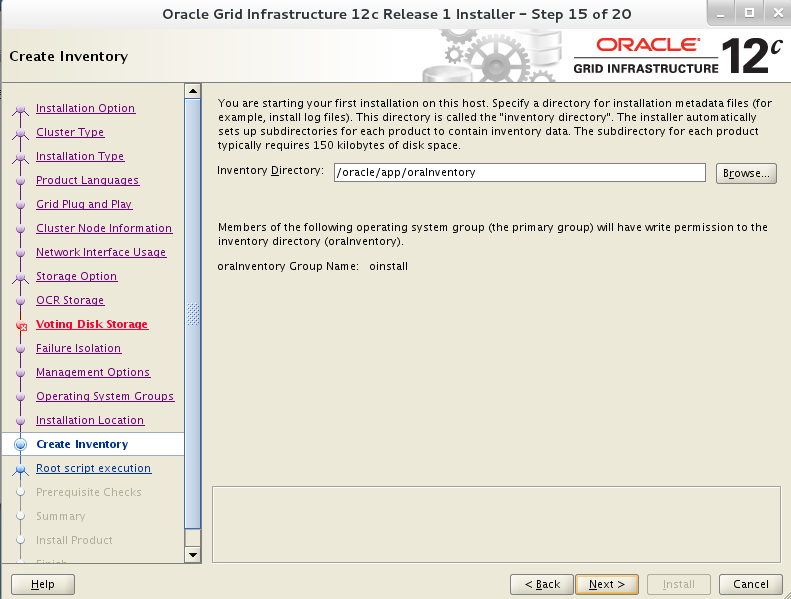 Oracle Grid Infrastructure 12c Release 1 Installer - Step 15 of 20
Create Inventory
ORACLE
GRID INFRASTRUCTURE
12c
Installation Option
Cluster Type
Installation Type
Product Languages
Grid Plug and Play
Cluster Node Information
Network Interface Usage
Storage Option
OCR Storage
Voting Disk Storage
Failure Isolation
Management Options
Operating System Groups
Installation Location
Create Inventory
Root script execution
Prerequisite Checks
Summary
Install Product
Finish
You are starting your first installation on this host. Specify a directory for installation metadata files (for
example, install log files). This directory is called the "inventory directory". The installer automatically
sets up subdirectories for each product to contain inventory data. The subdirectory for each product
typically requires 150 kilobytes of disk space.
Inventory Directory: /oracle/app/oraInventory Browse...
Members of the following operating system group (the primary group) will have write permission to the
inventory directory (oraInventory).
oraInventory Group Name: oinstall
Help
< Back
Next >
Install
Cancel